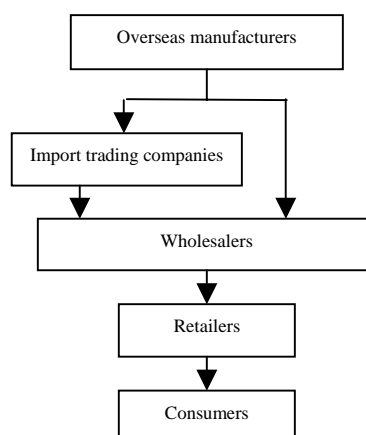 Overseas manufacturers
Import trading companies
Wholesalers
Retailers
Consumers